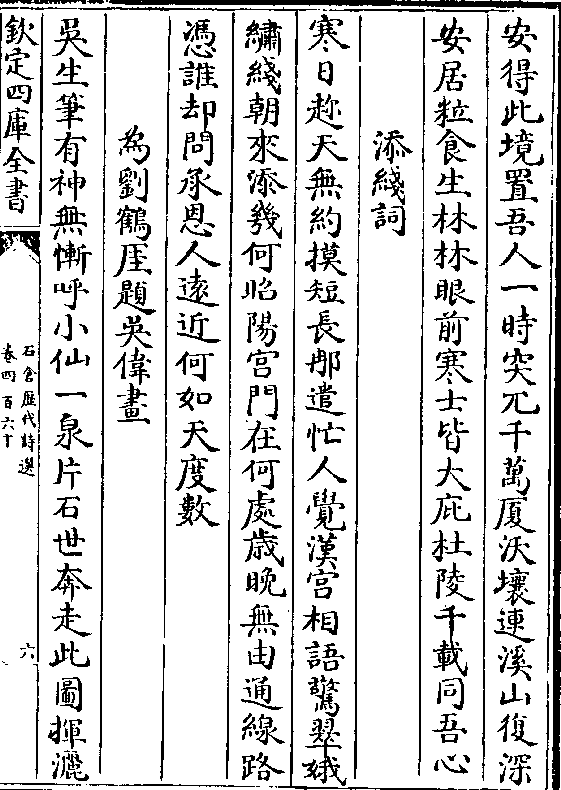 安得此境置吾人一時突兀千萬厦沃壤連溪山復深
安居粒食生林林眼前寒士皆大庇杜陵千載同吾心
添綫詞
寒日趂天無約摸短長那遣忙人覺漢宫相語驚翠娥
繡綫朝來添幾何昭陽宫門在何處歲晚無由通線路
憑誰却問承恩人遠近何如天度數
為劉鶴厓題吳偉畫
吳生筆有神無慚呼小仙一泉片石世奔走此圖揮灑
欽定四庫全書
石倉歴代詩選
卷四百六十
六